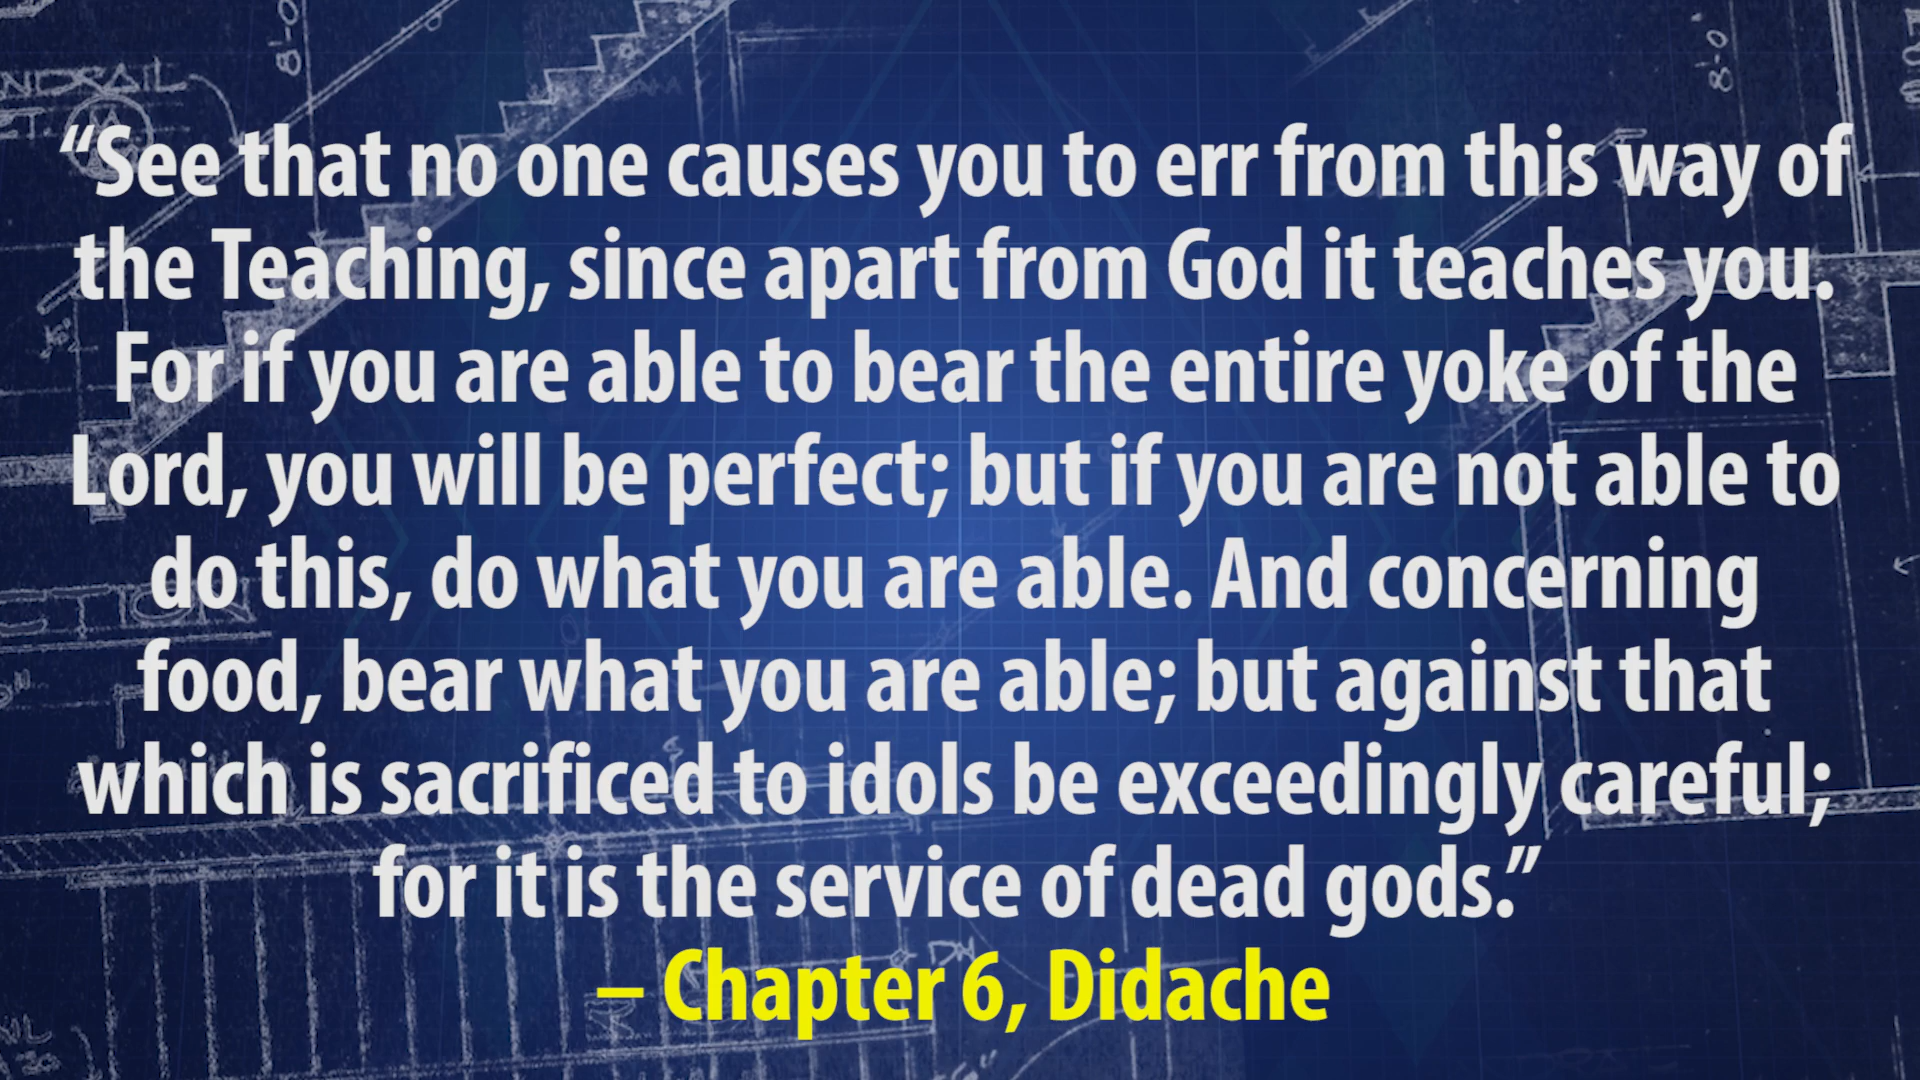 “See that no one causes you to err from this way of
the Teaching, since apart from God it teaches you.
For if you are able to bear the entire yoke of the
Lord, you will be perfect; but if you are not able to
do this, do what you are able. And concerning
food, bear what you are able; but against that
which is sacrificed to idols be exceedingly careful;
for it is the service of dead gods.”
– Chapter 6, Didache
8'-0
8'-0